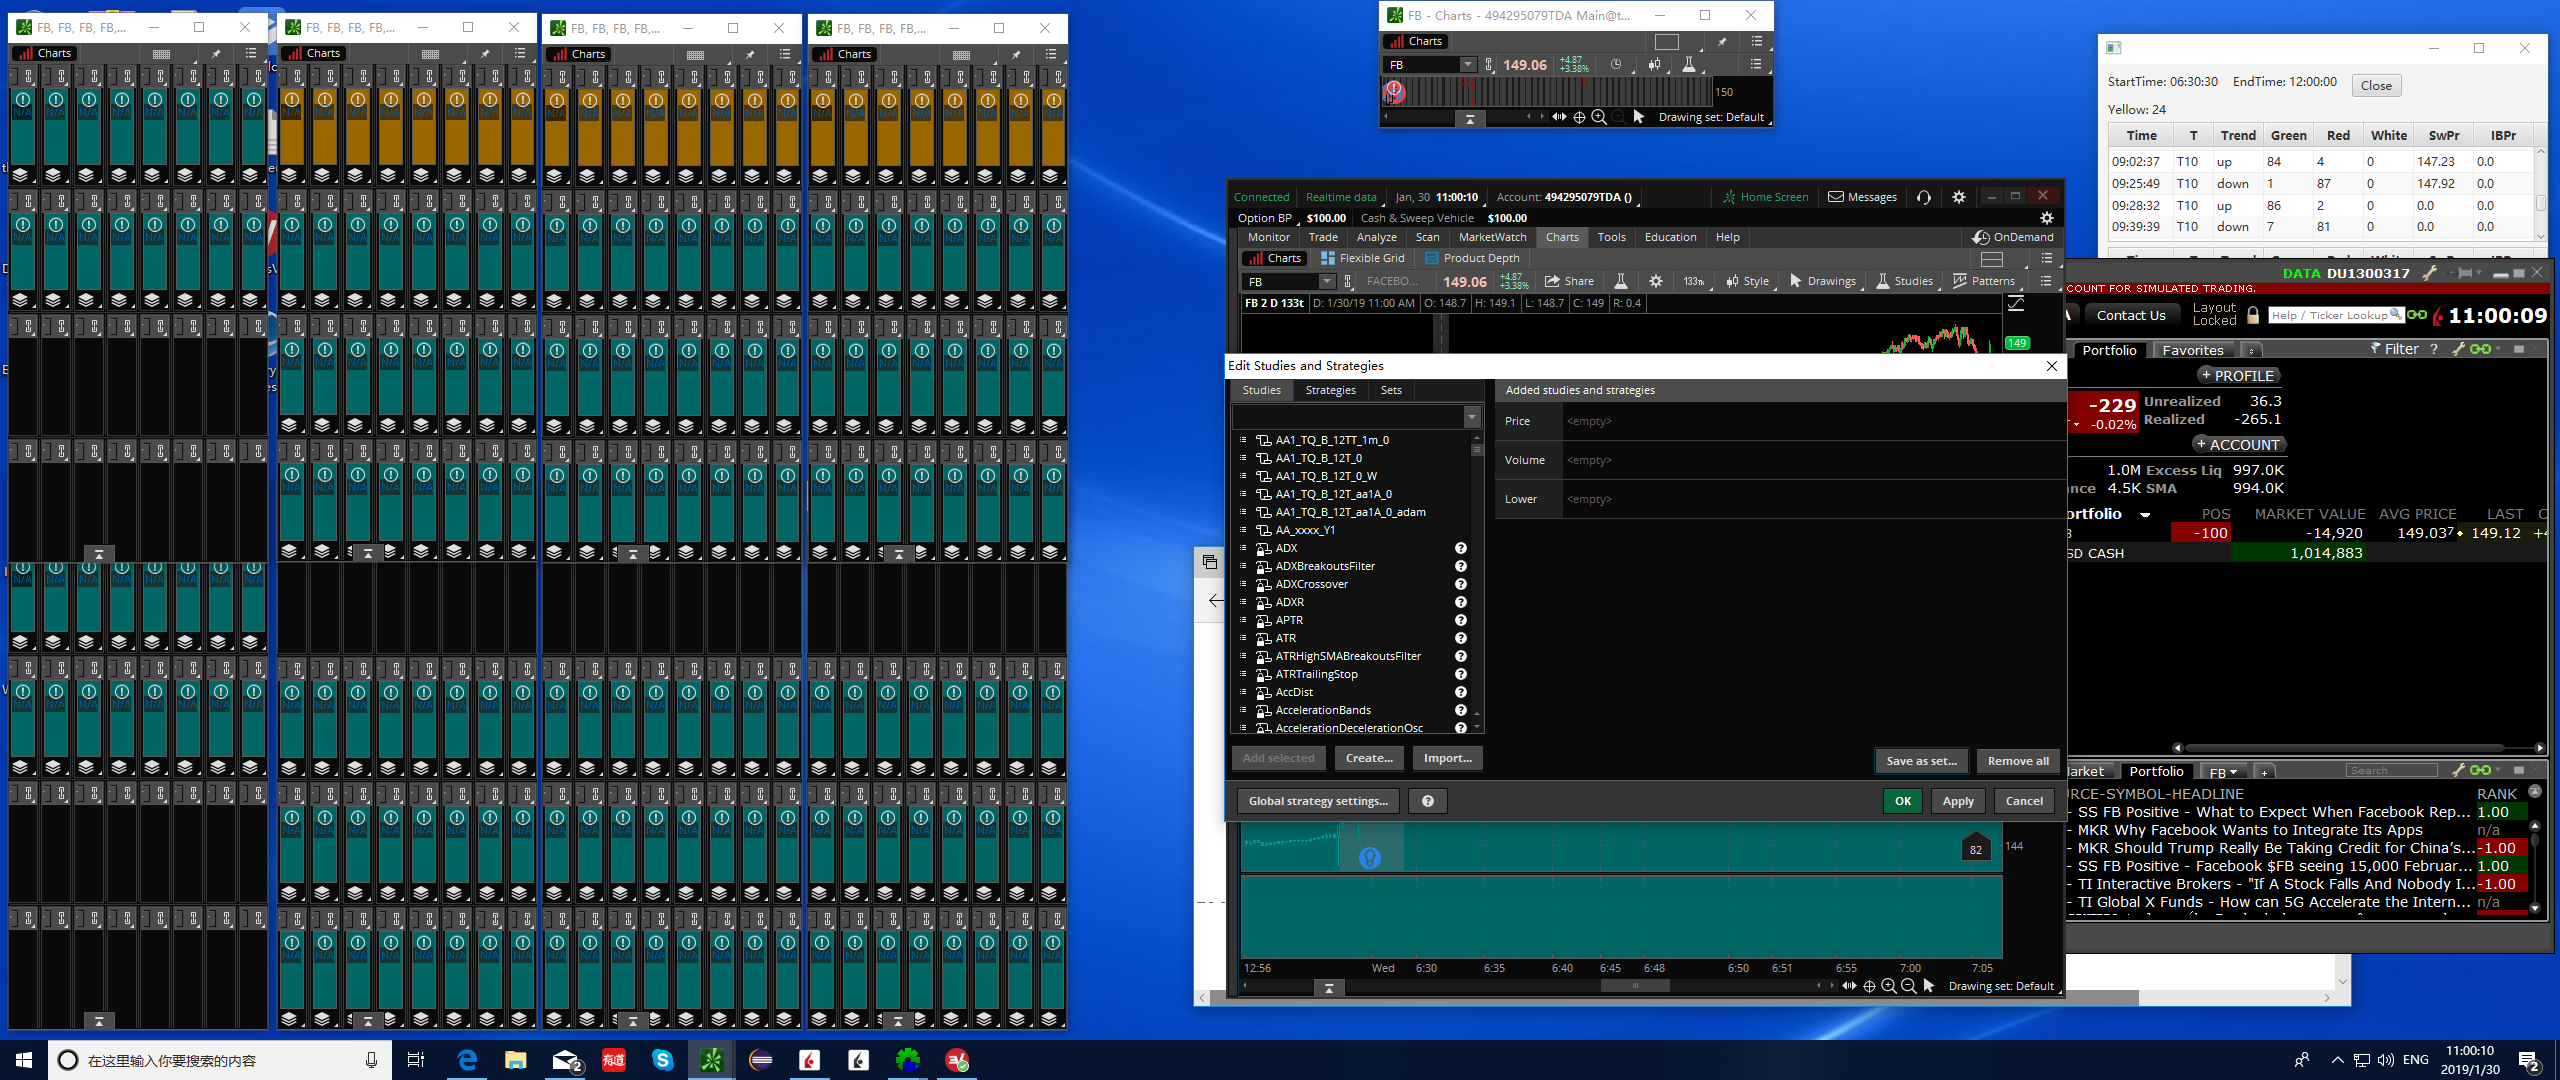 FB, FB, FB, FB,...
Charts
FB, FB, FB, FB,...
Charts
FB, FB, FB, FB,...
Charts
FB, FB, FB, FB,...
Charts
N/A
FB - Charts - 494295079TDA Main@t...
Charts
FB 149.06 +4.87 +3.38%
150
Drawing set: Default
StartTime: 06:30:30 EndTime: 12:00:00 Close
Yellow: 24
Time T Trend Green Red White SwPr IBPr
09:02:37 T10 up 84 4 0 147.23 0.0
09:25:49 T10 down 1 87 0 147.92 0.0
09:28:32 T10 up 86 2 0 0.0 0.0
09:39:39 T10 down 7 81 0 0.0 0.0
Connected Realtime data Jan, 30 11:00:10 Account: 494295079TDA () Home Screen Messages
Option BP $100.00 Cash & Sweep Vehicle $100.00
Monitor Trade Analyze Scan MarketWatch Charts Tools Education Help OnDemand
Charts Flexible Grid Product Depth
FB FACEBO... 149.06 +4.87 +3.38% Share 133Tk Style Drawings Studies Patterns
FB 2 D 133t D: 1/30/19 11:00 AM O: 148.7 H: 149.1 L: 148.7 C: 149 R: 0.4
149
Edit Studies and Strategies
Studies Strategies Sets
AA1_TQ_B_12TT_1m_0
AA1_TQ_B_12T_0
AA1_TQ_B_12T_0_W
AA1_TQ_B_12T_aa1A_0
AA1_TQ_B_12T_aa1A_0_adam
AA_xxxx_Y1
ADX
ADXBreakoutsFilter
ADXCrossover
ADXR
APTR
ATR
ATRHighSMABreakoutsFilter
ATRTrailingStop
AccDist
AccelerationBands
AccelerationDecelerationOsc
Add selected Create... Import...
Added studies and strategies
Price <empty>
Volume <empty>
Lower <empty>
Save as set... Remove all
Global strategy settings... OK Apply Cancel
82 144
12:56 Wed 6:30 6:35 6:40 6:45 6:48 6:50 6:51 6:55 7:00 7:05
Drawing set: Default
DATA DU1300317
COUNT FOR SIMULATED TRADING.
Contact Us Layout Locked Help / Ticker Lookup 11:00:09
Portfolio Favorites Filter
+ PROFILE
-229 Unrealized 36.3
-0.02% Realized -265.1
+ ACCOUNT
1.0M Excess Liq 997.0K
4.5K SMA 994.0K
POS MARKET VALUE AVG PRICE LAST
-100 -14,920 149.037 149.12
SD CASH 1,014,883
arket Portfolio FB + Search
RCE-SYMBOL-HEADLINE RANK
- SS FB Positive - What to Expect When Facebook Rep... 1.00
- MKR Why Facebook Wants to Integrate Its Apps n/a
- MKR Should Trump Really Be Taking Credit for China's... -1.00
- SS FB Positive - Facebook $FB seeing 15,000 Februar... 1.00
- TI Interactive Brokers - "If A Stock Falls And Nobody I... -1.00
- TI Global X Funds - How can 5G Accelerate the Intern... n/a
在这里输入你要搜索的内容
2
有道
ENG
11:00:10
2019/1/30
2